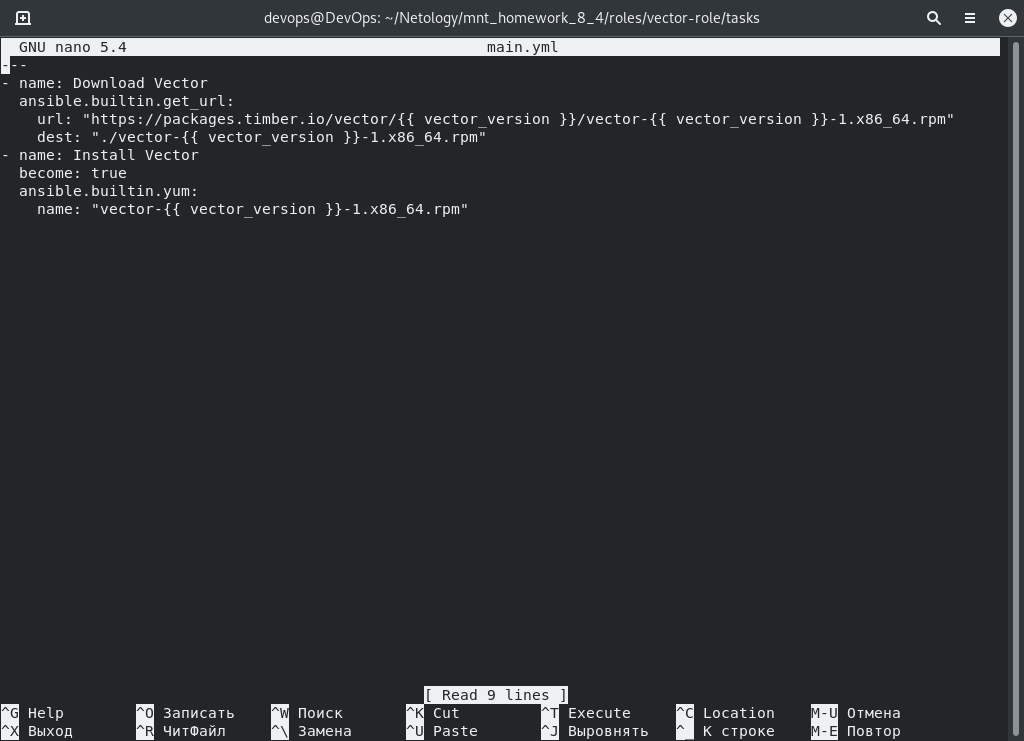 devops@DevOps: ~/Netology/mnt_homework_8_4/roles/vector-role/tasks
GNU nano 5.4 main.yml
---
- name: Download Vector
  ansible.builtin.get_url:
    url: "https://packages.timber.io/vector/{{ vector_version }}/vector-{{ vector_version }}-1.x86_64.rpm"
    dest: "./vector-{{ vector_version }}-1.x86_64.rpm"
- name: Install Vector
  become: true
  ansible.builtin.yum:
    name: "vector-{{ vector_version }}-1.x86_64.rpm"
[ Read 9 lines ]
^G Help ^O Записать ^W Поиск ^K Cut ^T Execute ^C Location M-U Отмена
^X Выход ^R ЧитФайл ^\ Замена ^U Paste ^J Выровнять ^_ К строке M-E Повтор